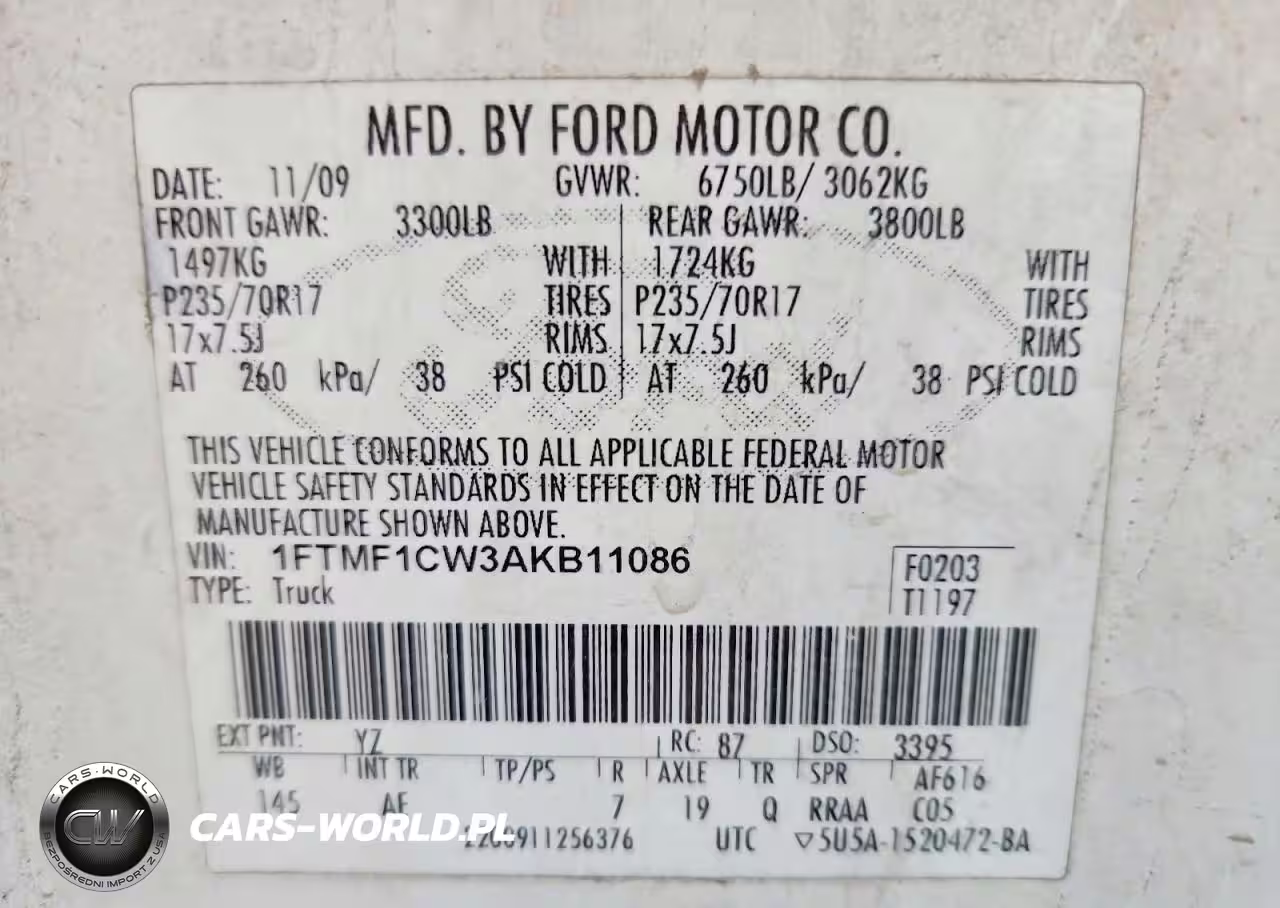 MFD. BY FORD MOTOR CO.
DATE: 11/09 GVWR: 6750LB/ 3062KG
FRONT GAWR: 3300LB REAR GAWR: 3800LB
1497KG WITH 1724KG WITH
P235/70R17 TIRES P235/70R17 TIRES
17x7.5J RIMS 17x7.5J RIMS
AT 260 kPa/ 38 PSI COLD AT 260 kPa/ 38 PSI COLD
THIS VEHICLE CONFORMS TO ALL APPLICABLE FEDERAL MOTOR
VEHICLE SAFETY STANDARDS IN EFFECT ON THE DATE OF
MANUFACTURE SHOWN ABOVE.
VIN: 1FTMF1CW3AKB11086 F0203
TYPE: Truck T1197
EXT PNT: YZ RC: 87 DSO: 3395
WB INT TR TP/PS R AXLE TR SPR AF616
145 AF 7 19 Q RRAA C05
UTC ▽5U5A-1520472-BA
CARS-WORLD
CW
BEZPOŚREDNI IMPORT Z USA
CARS-WORLD.PL